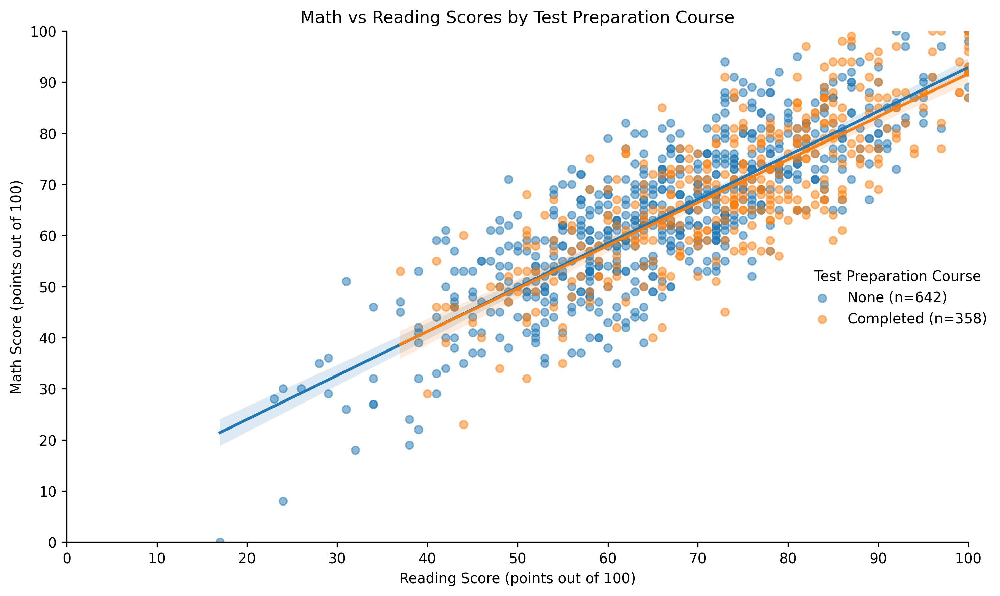 Math vs Reading Scores by Test Preparation Course
100
90
80
70
60
50
40
30
20
10
0
Math Score (points out of 100)
Test Preparation Course
None (n=642)
Completed (n=358)
0 10 20 30 40 50 60 70 80 90 100
Reading Score (points out of 100)